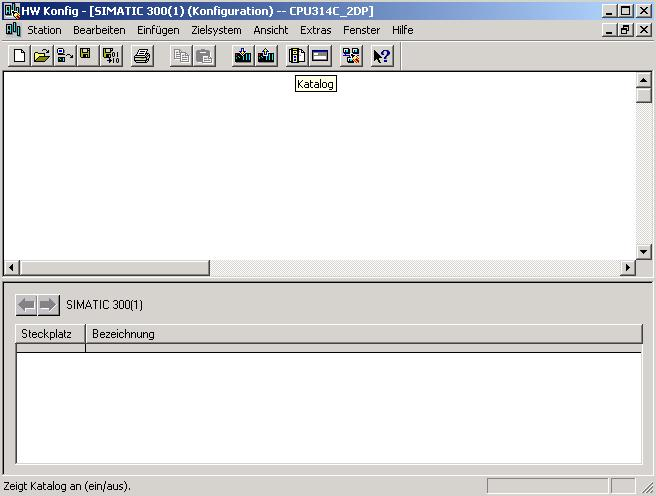 HW Konfig - [SIMATIC 300(1) (Konfiguration) -- CPU314C_2DP]
Station Bearbeiten Einfügen Zielsystem Ansicht Extras Fenster Hilfe
Katalog
SIMATIC 300(1)
Steckplatz Bezeichnung
Zeigt Katalog an (ein/aus).